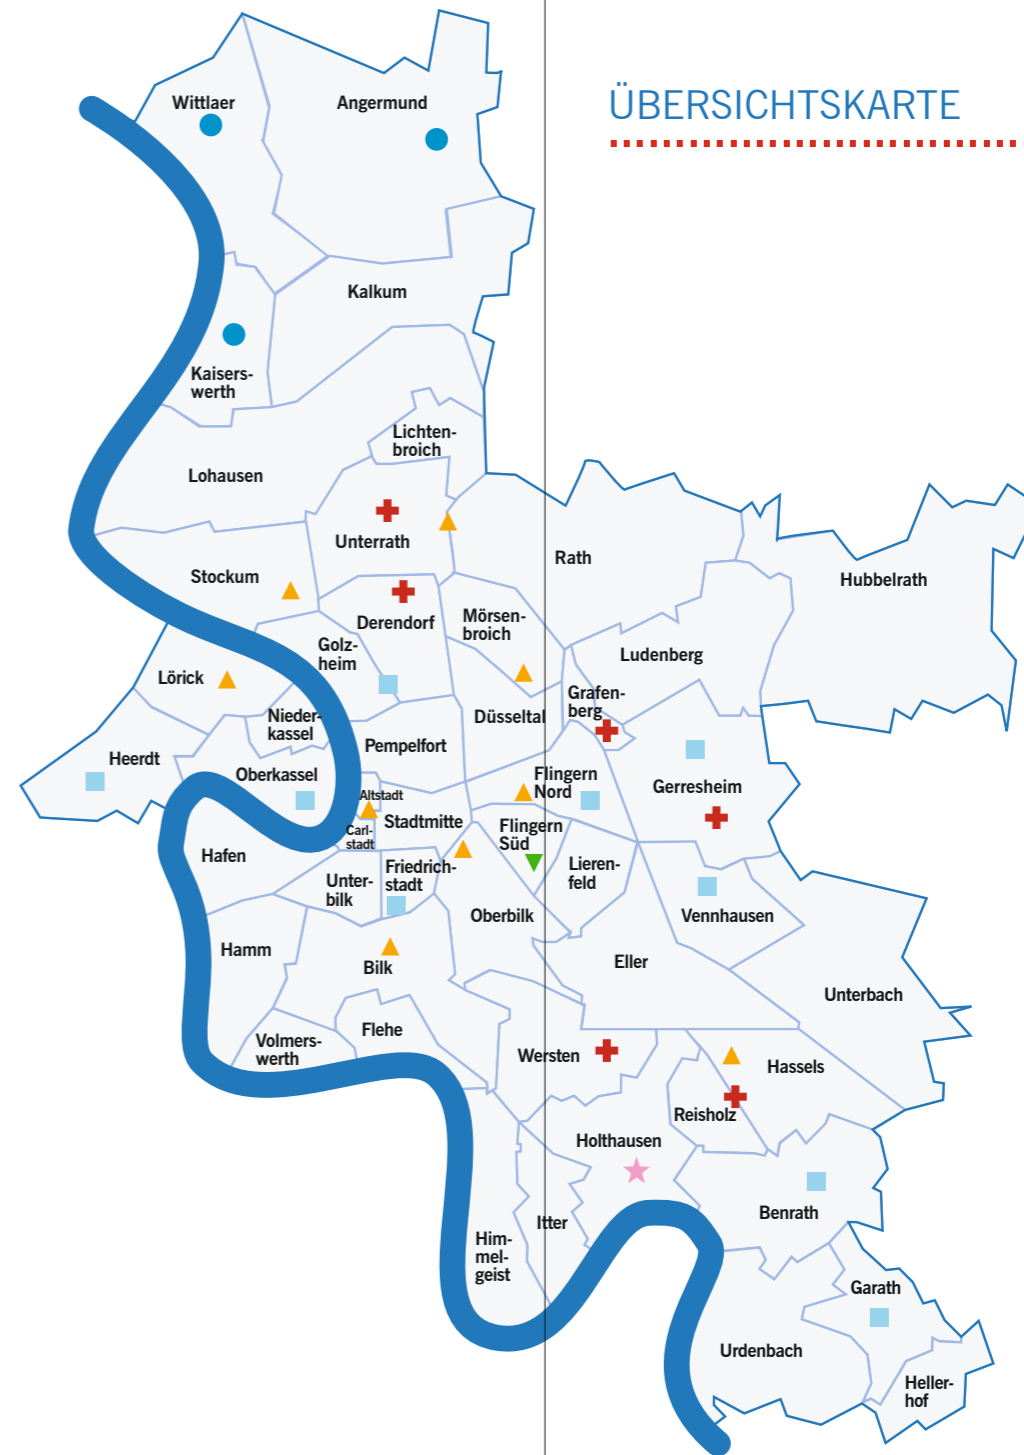 ÜBERSICHTSKARTE
Wittlaer
Angermund
Kalkum
Kaisers-
werth
Lichten-
broich
Lohausen
Unterrath
Rath
Stockum
Hubbelrath
Derendorf
Mörsen-
broich
Golz-
heim
Ludenberg
Lörick
Grafen-
berg
Nieder-
kassel
Düsseltal
Pempelfort
Heerdt
Oberkassel
Flingern
Nord
Gerresheim
Altstadt
Carl-
stadt
Stadtmitte
Flingern
Süd
Hafen
Unter-
bilk
Friedrich-
stadt
Lieren-
feld
Oberbilk
Vennhausen
Hamm
Bilk
Eller
Unterbach
Volmers-
werth
Flehe
Wersten
Hassels
Reisholz
Holthausen
Benrath
Itter
Him-
mel-
geist
Garath
Urdenbach
Heller-
hof